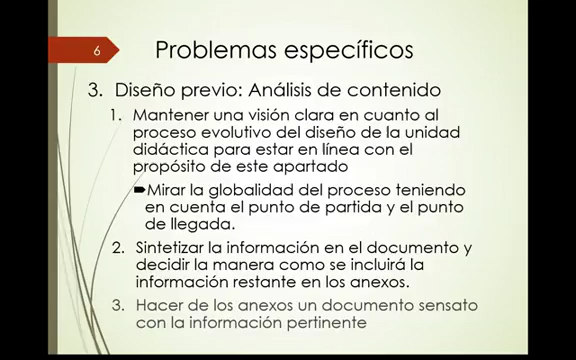 6
Problemas específicos
3. Diseño previo: Análisis de contenido
1. Mantener una visión clara en cuanto al
proceso evolutivo del diseño de la unidad
didáctica para estar en línea con el
propósito de este apartado
Mirar la globalidad del proceso teniendo
en cuenta el punto de partida y el punto
de llegada.
2. Sintetizar la información en el documento y
decidir la manera como se incluirá la
información restante en los anexos.
3. Hacer de los anexos un documento sensato
con la información pertinente